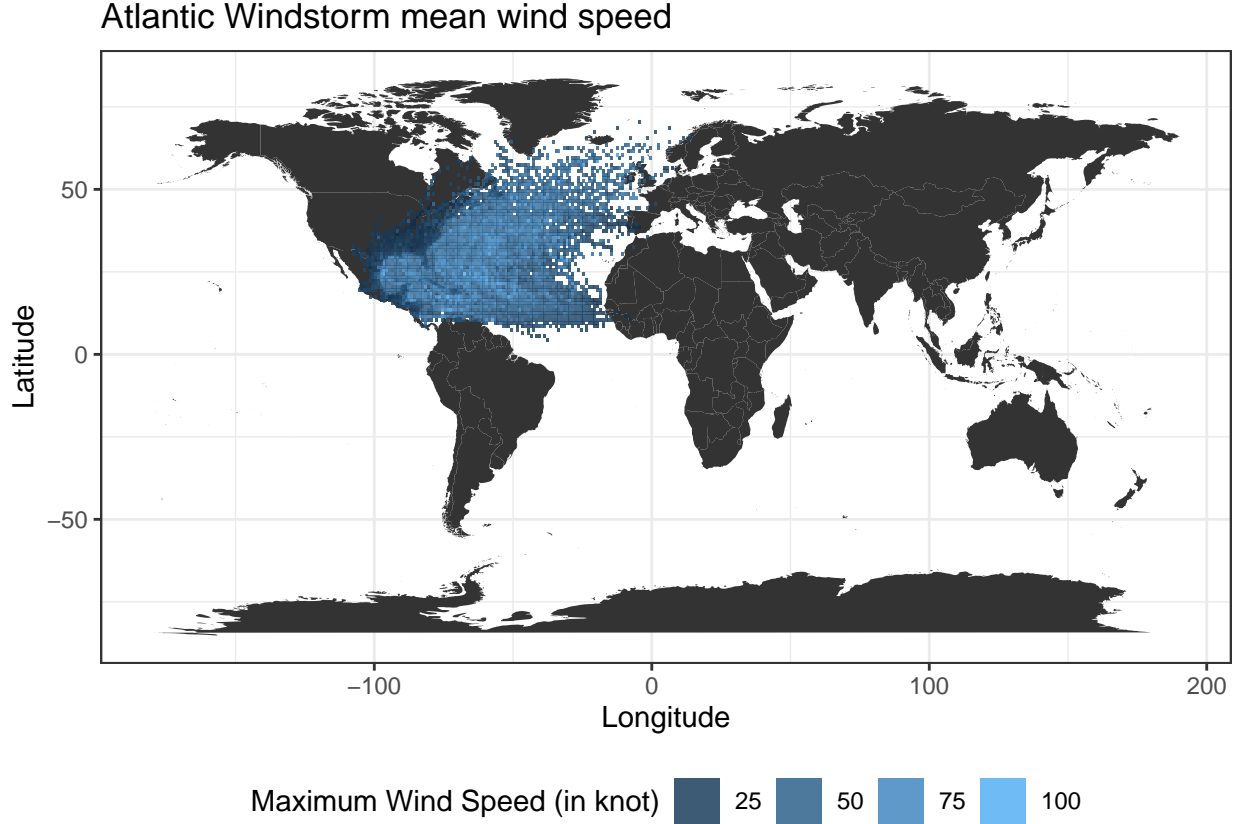 Atlantic Windstorm mean wind speed
50
0
−50
Latitude
−100 0 100 200
Longitude
Maximum Wind Speed (in knot) 25 50 75 100